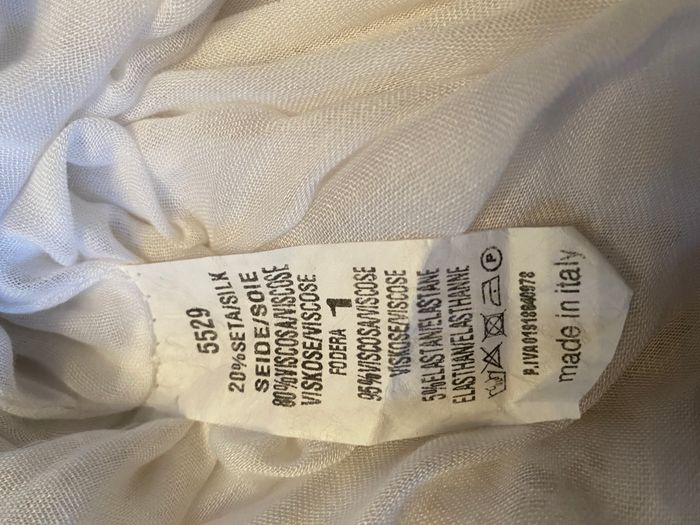 5529
20%SETA/SILK
SEIDE/SOIE
80%VISCOSA/VISCOSE
VISKOSE/VISCOSE
FODERA 1
95%VISCOSA/VISCOSE
VISKOSE/VISCOSE
5%ELASTAN/ELASTANE
ELASTHAN/ELASTHANNE
P
made in italy